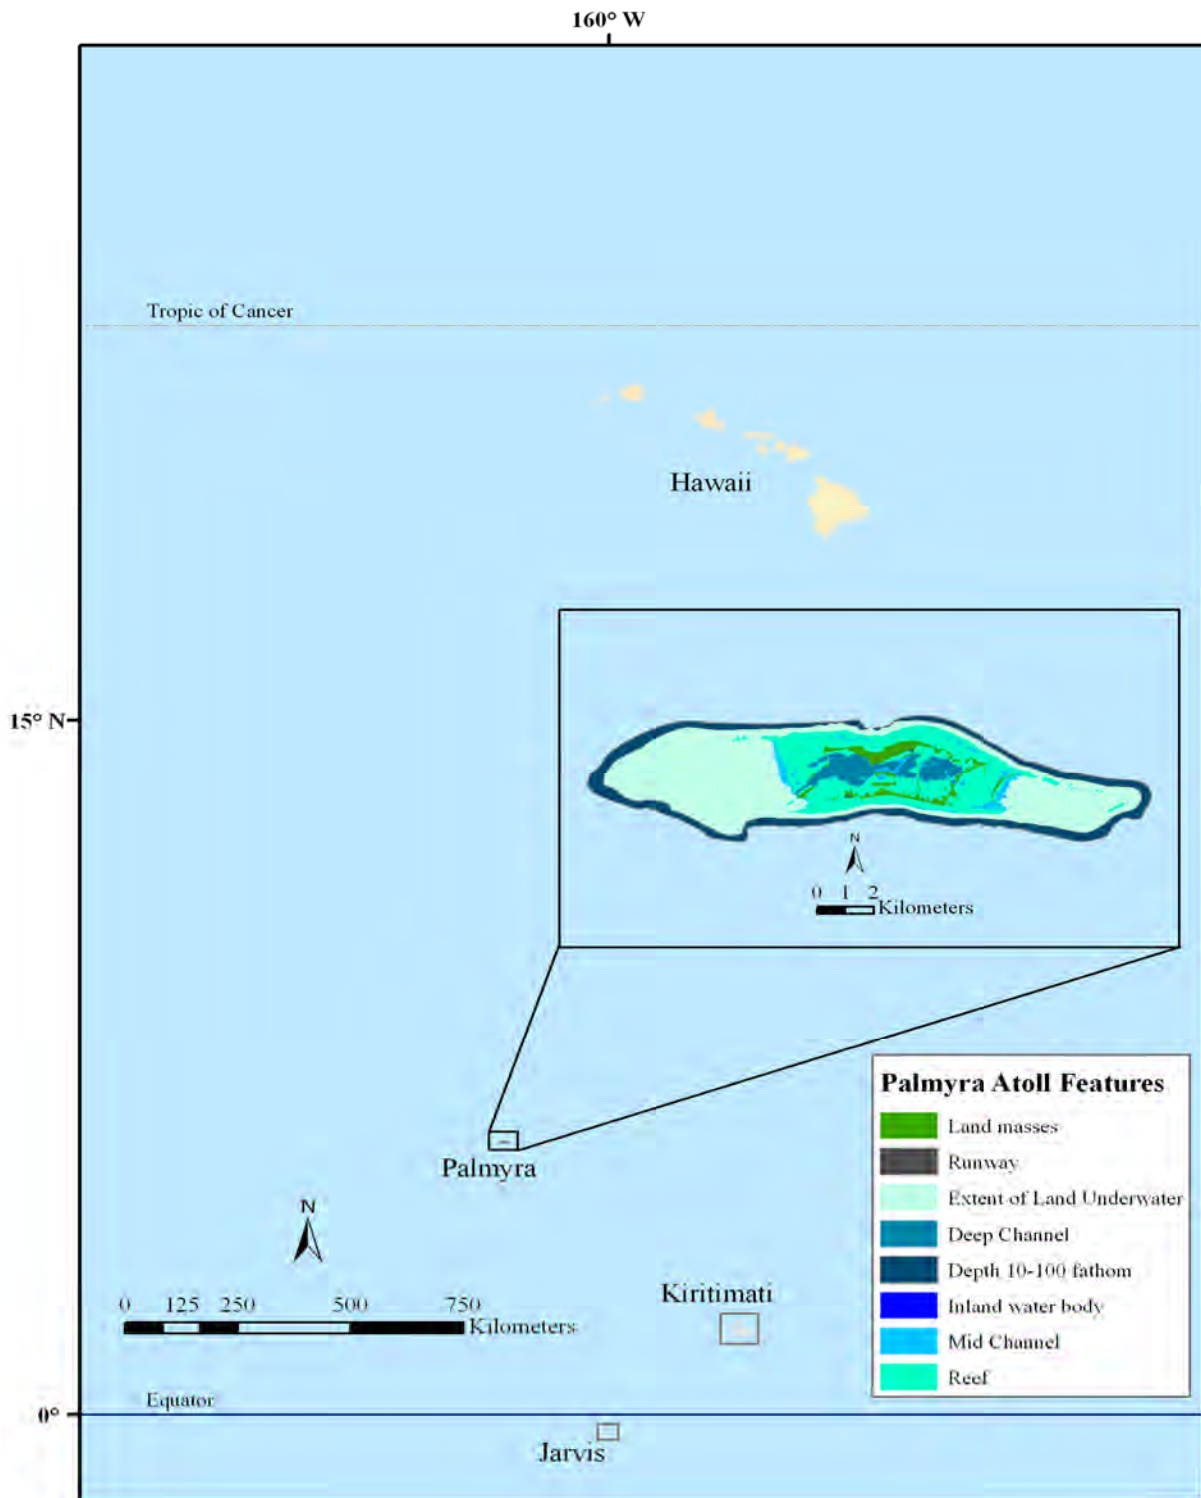 160° W
Tropic of Cancer
Hawaii
15° N
N
0 1 2
Kilometers
Palmyra
N
0 125 250 500 750
Kilometers
Kiritimati
Palmyra Atoll Features
Land masses
Runway
Extent of Land Underwater
Deep Channel
Depth 10-100 fathom
Inland water body
Mid Channel
Reef
Equator
0°
Jarvis